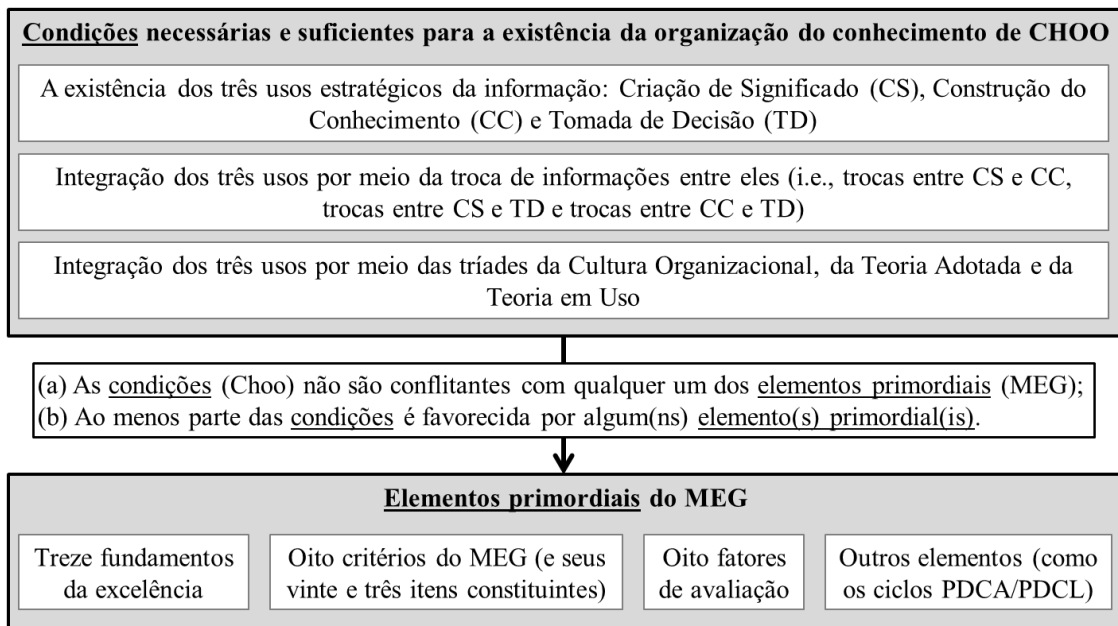 Condições necessárias e suficientes para a existência da organização do conhecimento de CHOO
A existência dos três usos estratégicos da informação: Criação de Significado (CS), Construção do
Conhecimento (CC) e Tomada de Decisão (TD)
Integração dos três usos por meio da troca de informações entre eles (i.e., trocas entre CS e CC,
trocas entre CS e TD e trocas entre CC e TD)
Integração dos três usos por meio das tríades da Cultura Organizacional, da Teoria Adotada e da
Teoria em Uso
(a) As condições (Choo) não são conflitantes com qualquer um dos elementos primordiais (MEG);
(b) Ao menos parte das condições é favorecida por algum(ns) elemento(s) primordial(is).
Elementos primordiais do MEG
Treze fundamentos
da excelência
Oito critérios do MEG (e seus
vinte e três itens constituintes)
Oito fatores
de avaliação
Outros elementos (como
os ciclos PDCA/PDCL)